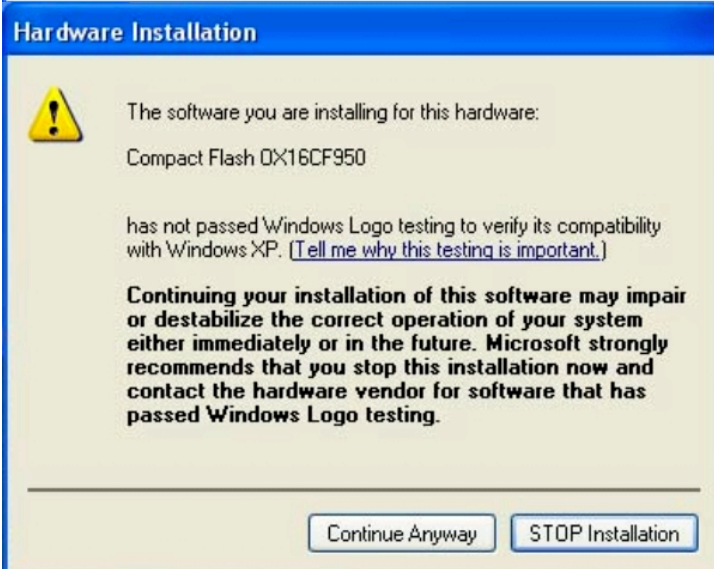 Hardware Installation
The software you are installing for this hardware:
Compact Flash OX16CF950
has not passed Windows Logo testing to verify its compatibility
with Windows XP. (Tell me why this testing is important.)
Continuing your installation of this software may impair
or destabilize the correct operation of your system
either immediately or in the future. Microsoft strongly
recommends that you stop this installation now and
contact the hardware vendor for software that has
passed Windows Logo testing.
Continue Anyway
STOP Installation